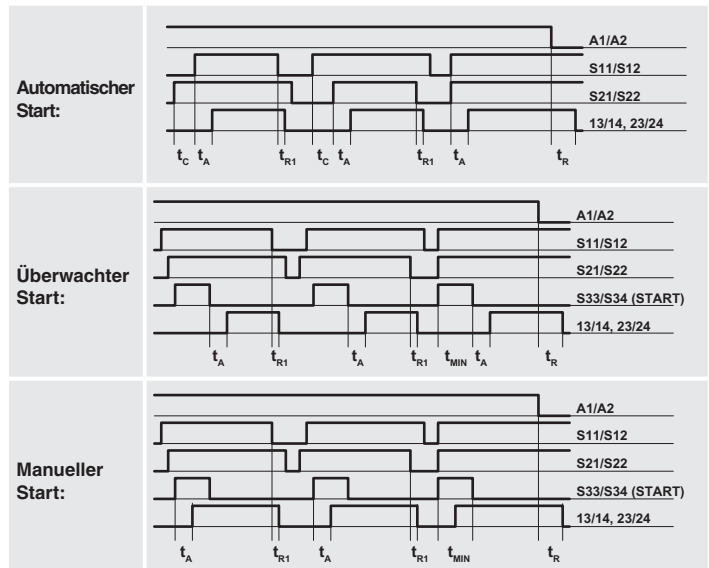 Automatischer
Start:
A1/A2
S11/S12
S21/S22
13/14, 23/24
tC tA tR1 tC tA tR1 tA tR
Überwachter
Start:
A1/A2
S11/S12
S21/S22
S33/S34 (START)
13/14, 23/24
tA tR1 tA tR1 tMIN tA tR
Manueller
Start:
A1/A2
S11/S12
S21/S22
S33/S34 (START)
13/14, 23/24
tA tR1 tA tR1 tMIN tR